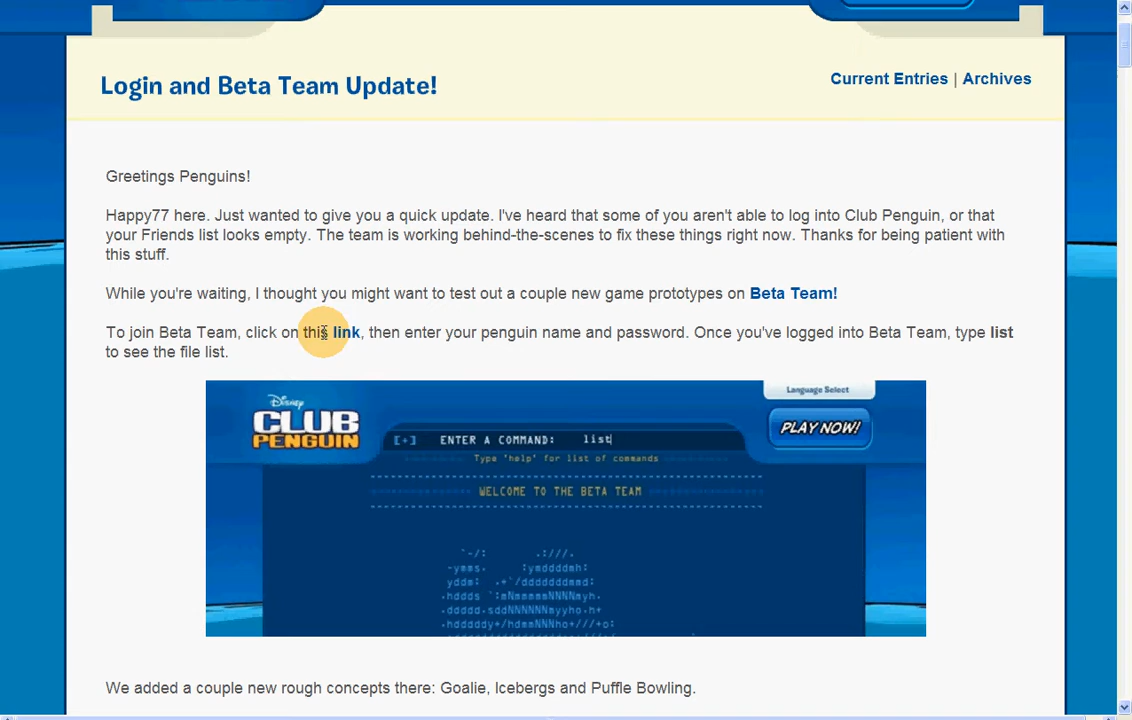 Login and Beta Team Update!
Current Entries | Archives
Greetings Penguins!
Happy77 here. Just wanted to give you a quick update. I've heard that some of you aren't able to log into Club Penguin, or that
your Friends list looks empty. The team is working behind-the-scenes to fix these things right now. Thanks for being patient with
this stuff.
While you're waiting, I thought you might want to test out a couple new game prototypes on Beta Team!
To join Beta Team, click on this link, then enter your penguin name and password. Once you've logged into Beta Team, type list
to see the file list.
Language Select
Disney
CLUB
PENGUIN
[+] ENTER A COMMAND: list
PLAY NOW!
Type 'help' for list of commands
WELCOME TO THE BETA TEAM
We added a couple new rough concepts there: Goalie, Icebergs and Puffle Bowling.